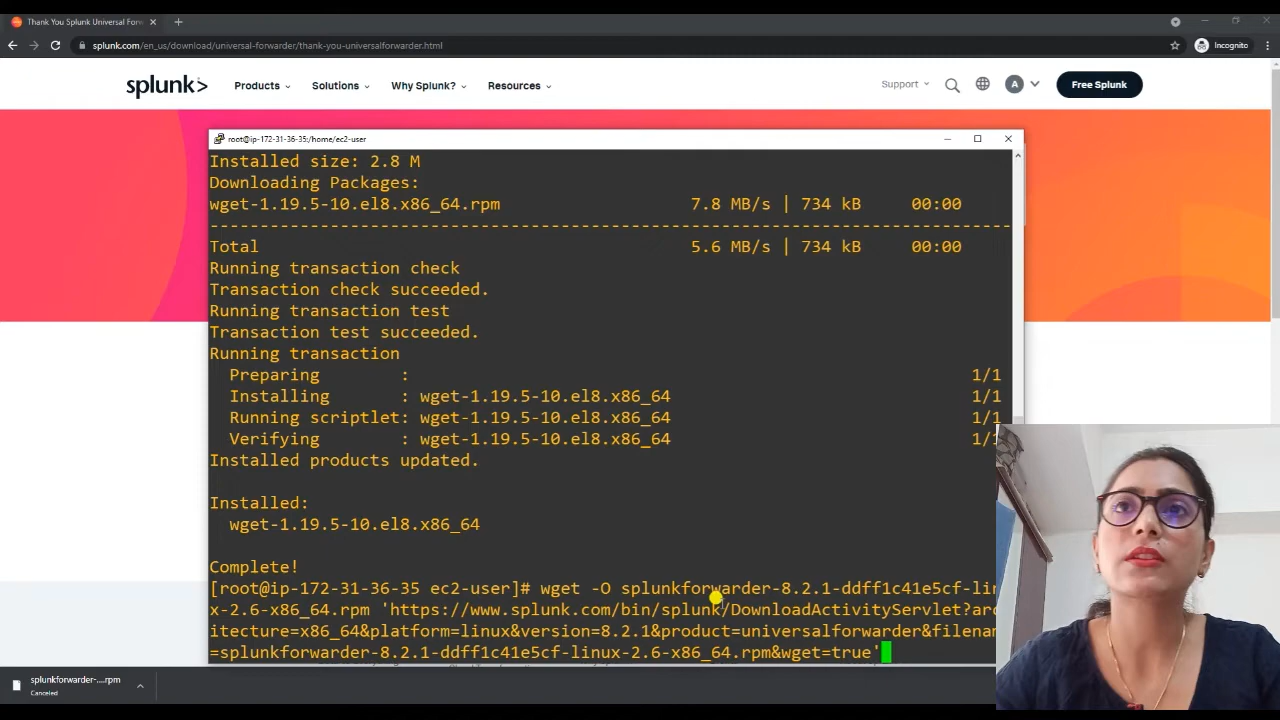 Thank You Splunk Universal For
splunk.com/en_us/download/universal-forwarder/thank-you-universalforwarder.html
Incognito
splunk>
Products
Solutions
Why Splunk?
Resources
Support
A
Free Splunk
root@ip-172-31-36-35:/home/ec2-user
Installed size: 2.8 M
Downloading Packages:
wget-1.19.5-10.el8.x86_64.rpm 7.8 MB/s | 734 kB 00:00
--------------------------------------------------------------------------------
Total 5.6 MB/s | 734 kB 00:00
Running transaction check
Transaction check succeeded.
Running transaction test
Transaction test succeeded.
Running transaction
Preparing : 1/1
Installing : wget-1.19.5-10.el8.x86_64 1/1
Running scriptlet: wget-1.19.5-10.el8.x86_64 1/1
Verifying : wget-1.19.5-10.el8.x86_64 1/1
Installed products updated.
Installed:
wget-1.19.5-10.el8.x86_64
Complete!
[root@ip-172-31-36-35 ec2-user]# wget -O splunkforwarder-8.2.1-ddff1c41e5cf-lin
x-2.6-x86_64.rpm 'https://www.splunk.com/bin/splunk/DownloadActivityServlet?arc
itecture=x86_64&platform=linux&version=8.2.1&product=universalforwarder&filenam
=splunkforwarder-8.2.1-ddff1c41e5cf-linux-2.6-x86_64.rpm&wget=true'
splunkforwarder-....rpm
Canceled